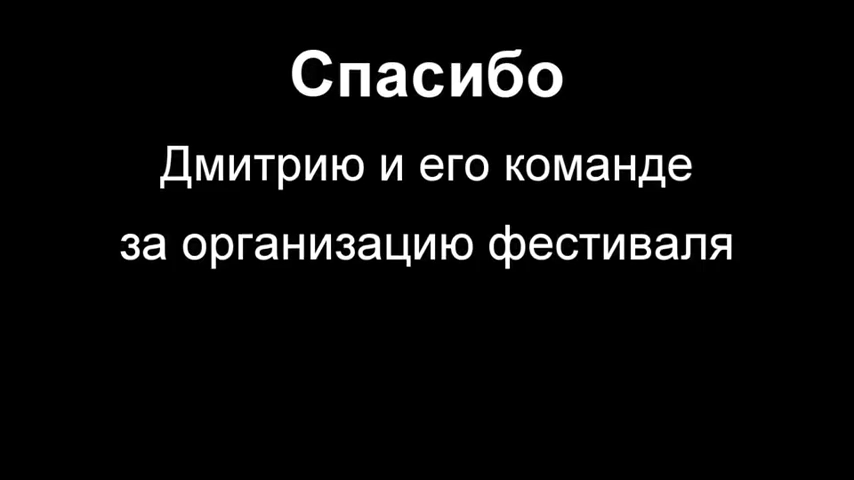 Спасибо
Дмитрию и его команде
за организацию фестиваля